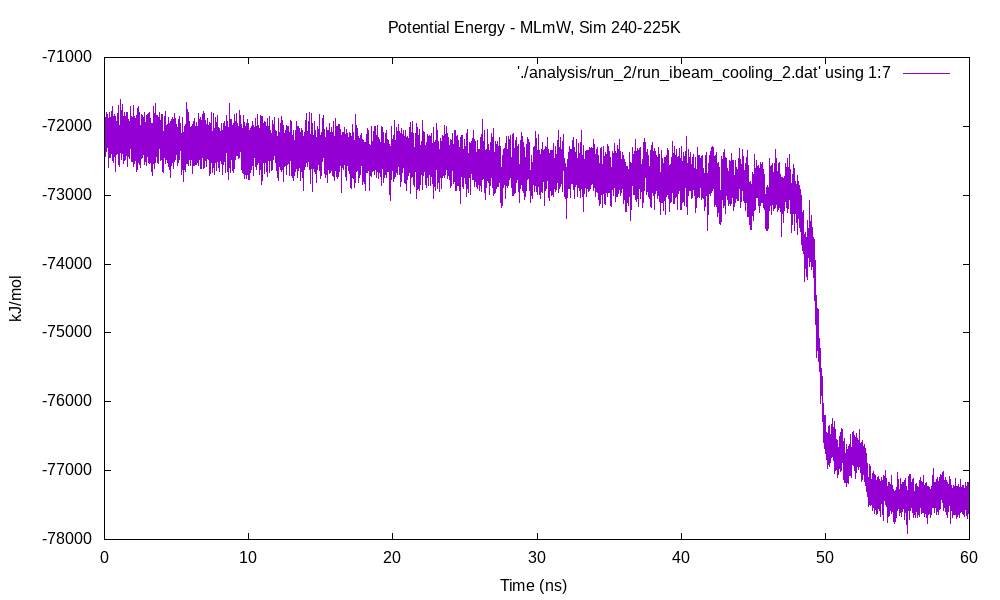 Potential Energy - MLmW, Sim 240-225K
'./analysis/run_2/run_ibeam_cooling_2.dat' using 1:7
-71000
-72000
-73000
-74000
-75000
-76000
-77000
-78000
kJ/mol
0 10 20 30 40 50 60
Time (ns)